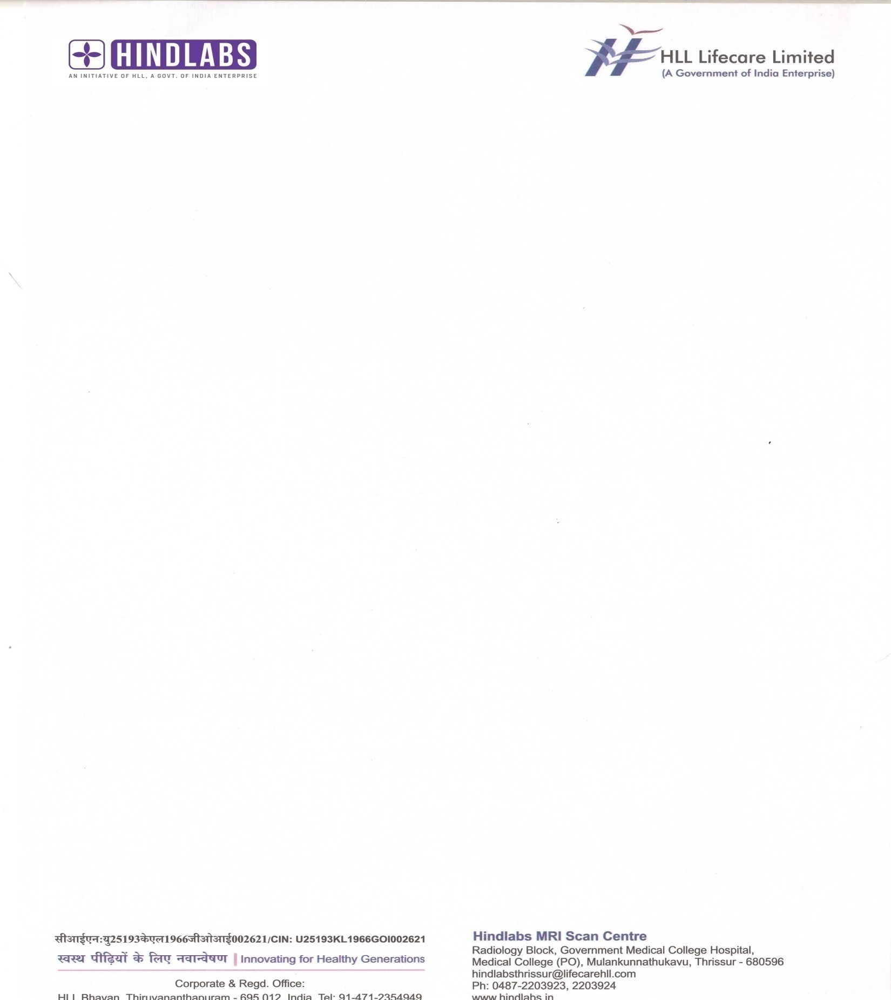 HINDLABS
AN INITIATIVE OF HLL, A GOVT. OF INDIA ENTERPRISE
HLL Lifecare Limited
(A Government of India Enterprise)
सीआईएन:यु25193केएल1966जीओआई002621/CIN: U25193KL1966GOI002621
स्वस्थ पीढ़ियों के लिए नवान्वेषण | Innovating for Healthy Generations
Corporate & Regd. Office:
HLL Bhavan, Thiruvananthapuram - 695 012, India, Tel: 91-471-2354949
Hindlabs MRI Scan Centre
Radiology Block, Government Medical College Hospital,
Medical College (PO), Mulankunnathukavu, Thrissur - 680596
hindlabsthrissur@lifecarehll.com
Ph: 0487-2203923, 2203924
www.hindlabs.in